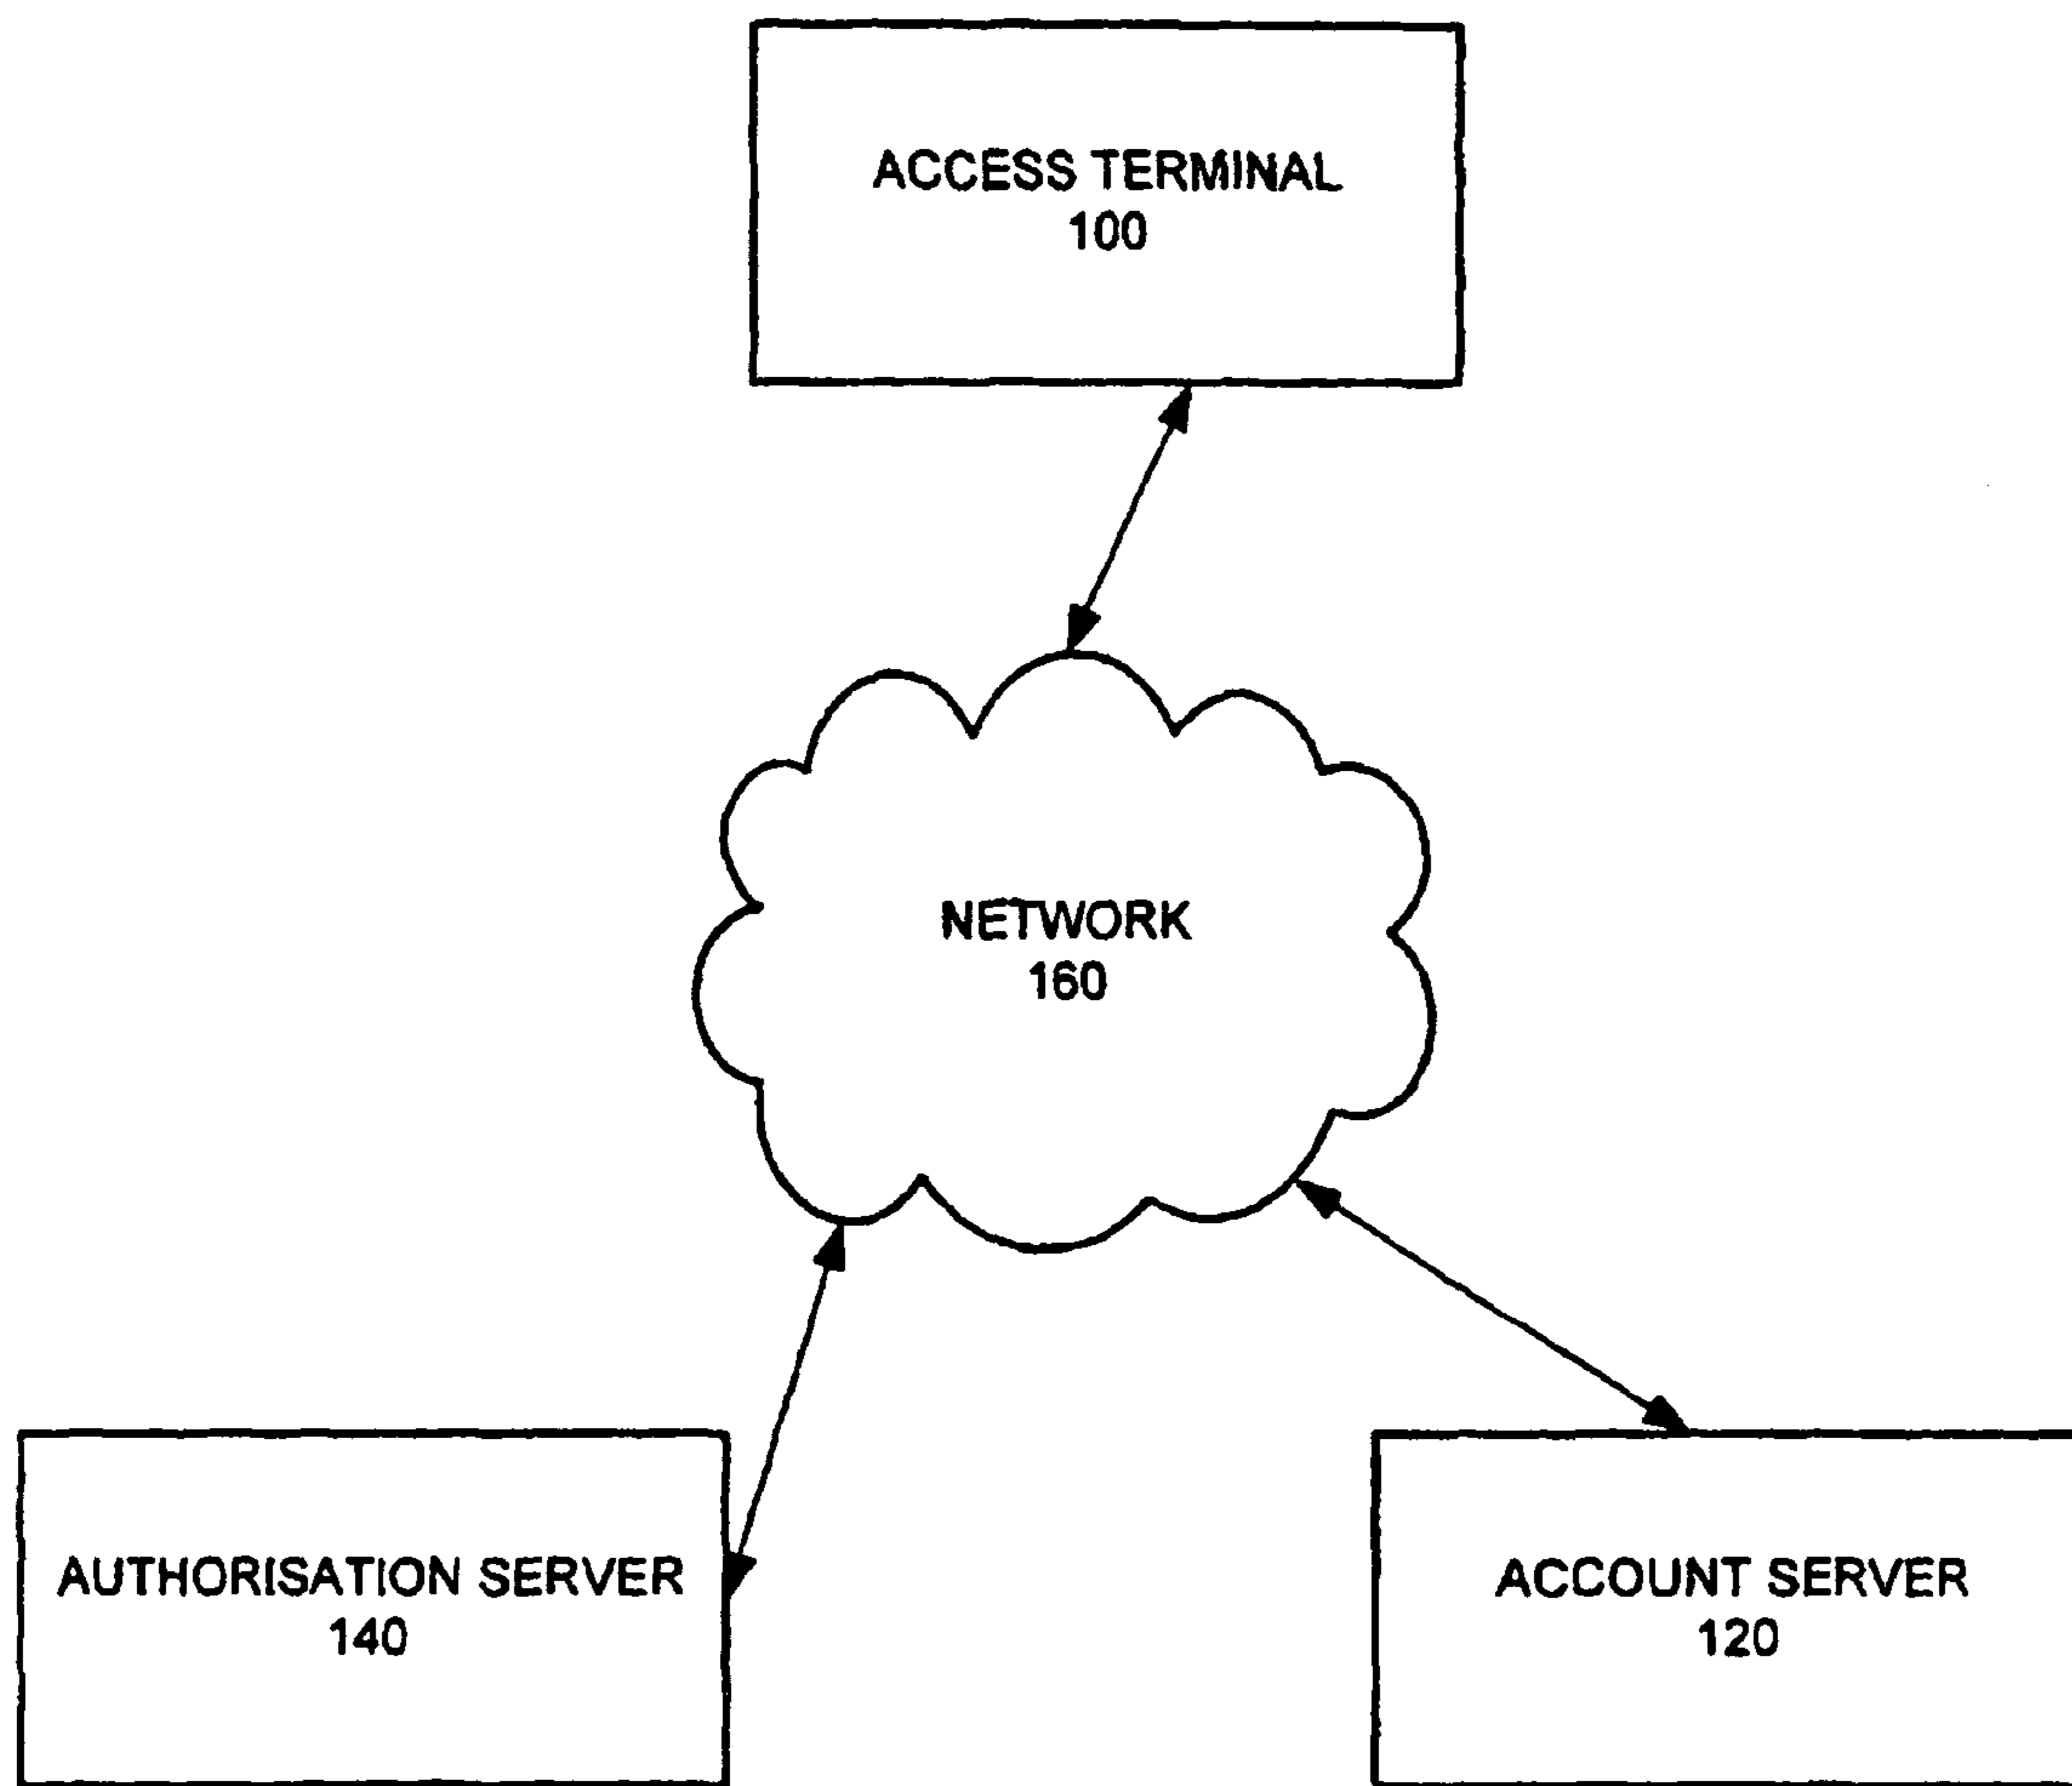 ACCESS TERMINAL
100
NETWORK
160
AUTHORISATION SERVER
140
ACCOUNT SERVER
120